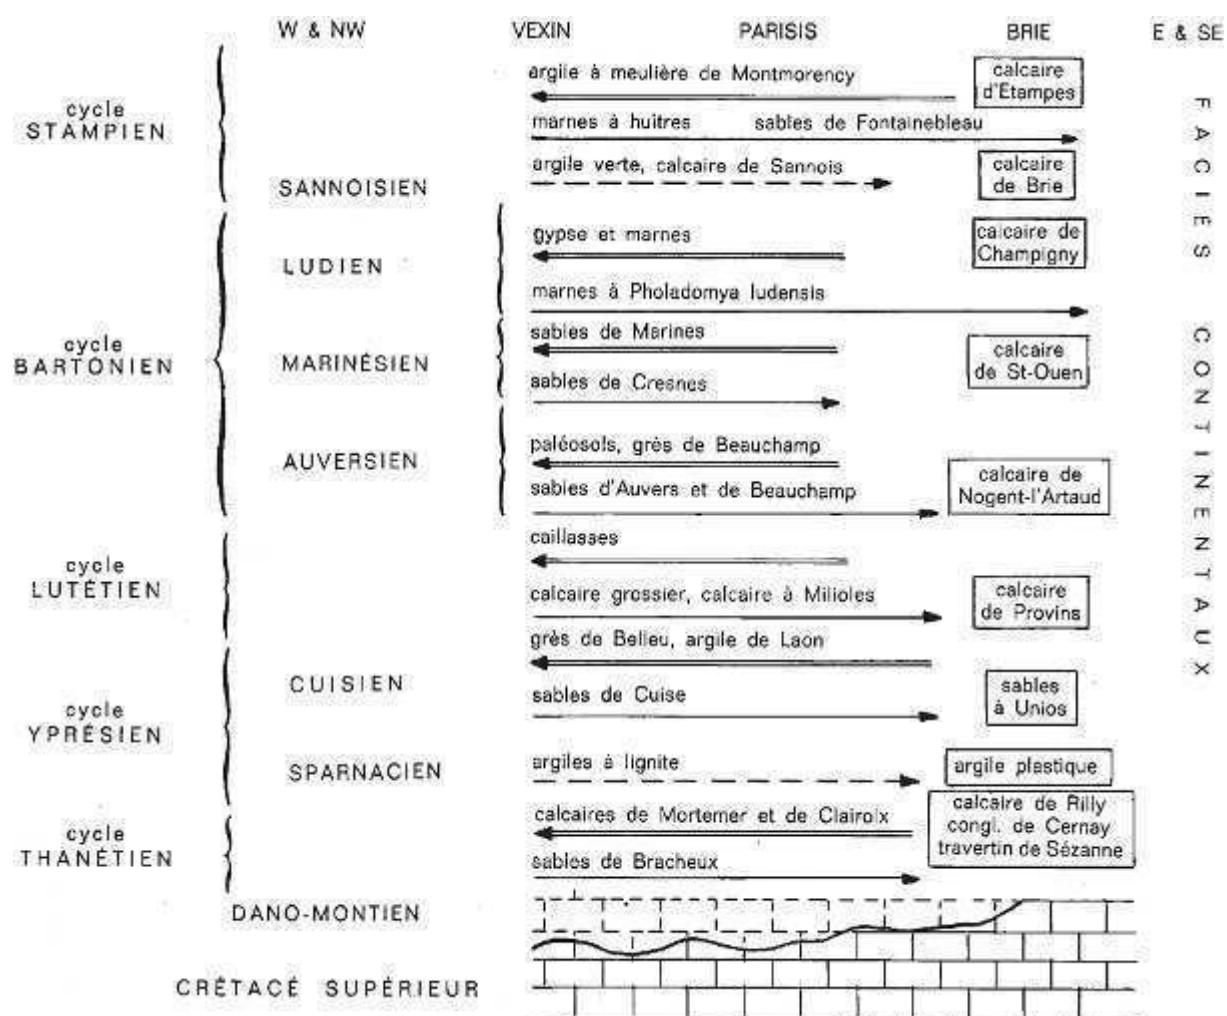 W & NW VEXIN PARISIS BRIE E & SE
argile à meulière de Montmorency
calcaire
d'Etampes
cycle
STAMPIEN
marnes à huîtres sables de Fontainebleau
argile verte, calcaire de Sannois
calcaire
de Brie
SANNOISIEN
gypse et marnes
calcaire de
Champigny
LUDIEN
marnes à Pholadomya ludensis
sables de Marines
cycle
BARTONIEN
MARINÉSIEN
calcaire
de St-Ouen
sables de Cresnes
paléosols, grès de Beauchamp
AUVERSIEN
sables d'Auvers et de Beauchamp
calcaire de
Nogent-l'Artaud
caillasses
cycle
LUTÉTIEN
calcaire grossier, calcaire à Milioles
calcaire
de Provins
grès de Belleu, argile de Laon
CUISIEN
sables de Cuise
sables
à Unios
cycle
YPRÉSIEN
SPARNACIEN
argiles à lignite
argile plastique
calcaires de Mortemer et de Clairoix
calcaire de Rilly
congl. de Cernay
travertin de Sézanne
cycle
THANÉTIEN
sables de Bracheux
DANO-MONTIEN
CRÉTACÉ SUPÉRIEUR
FACIES CONTINENTAUX